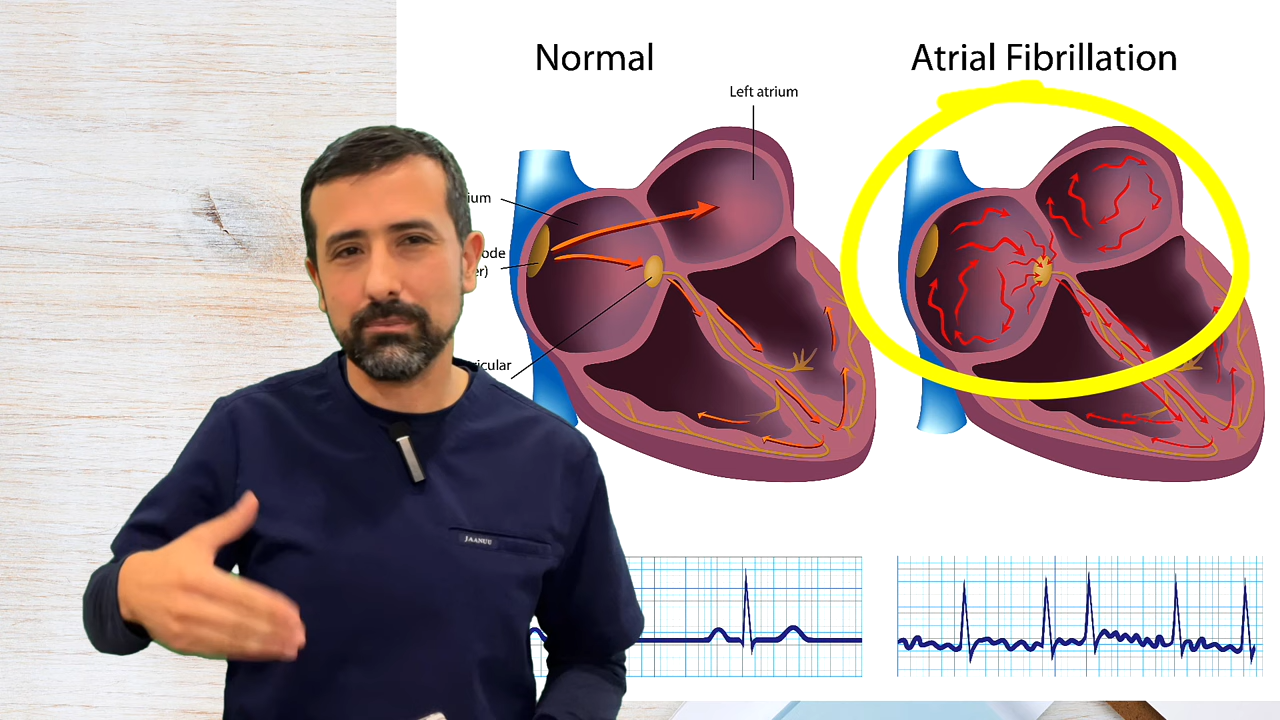 Normal
Atrial Fibrillation
Left atrium
ium
ode
er)
icular
JAANUU